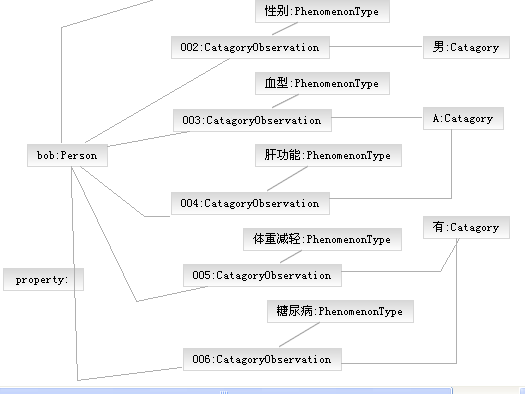 性别:PhenomenonType
002:CatagoryObservation
男:Catagory
血型:PhenomenonType
003:CatagoryObservation
A:Catagory
bob:Person
肝功能:PhenomenonType
004:CatagoryObservation
有:Catagory
体重减轻:PhenomenonType
005:CatagoryObservation
property:
糖尿病:PhenomenonType
006:CatagoryObservation